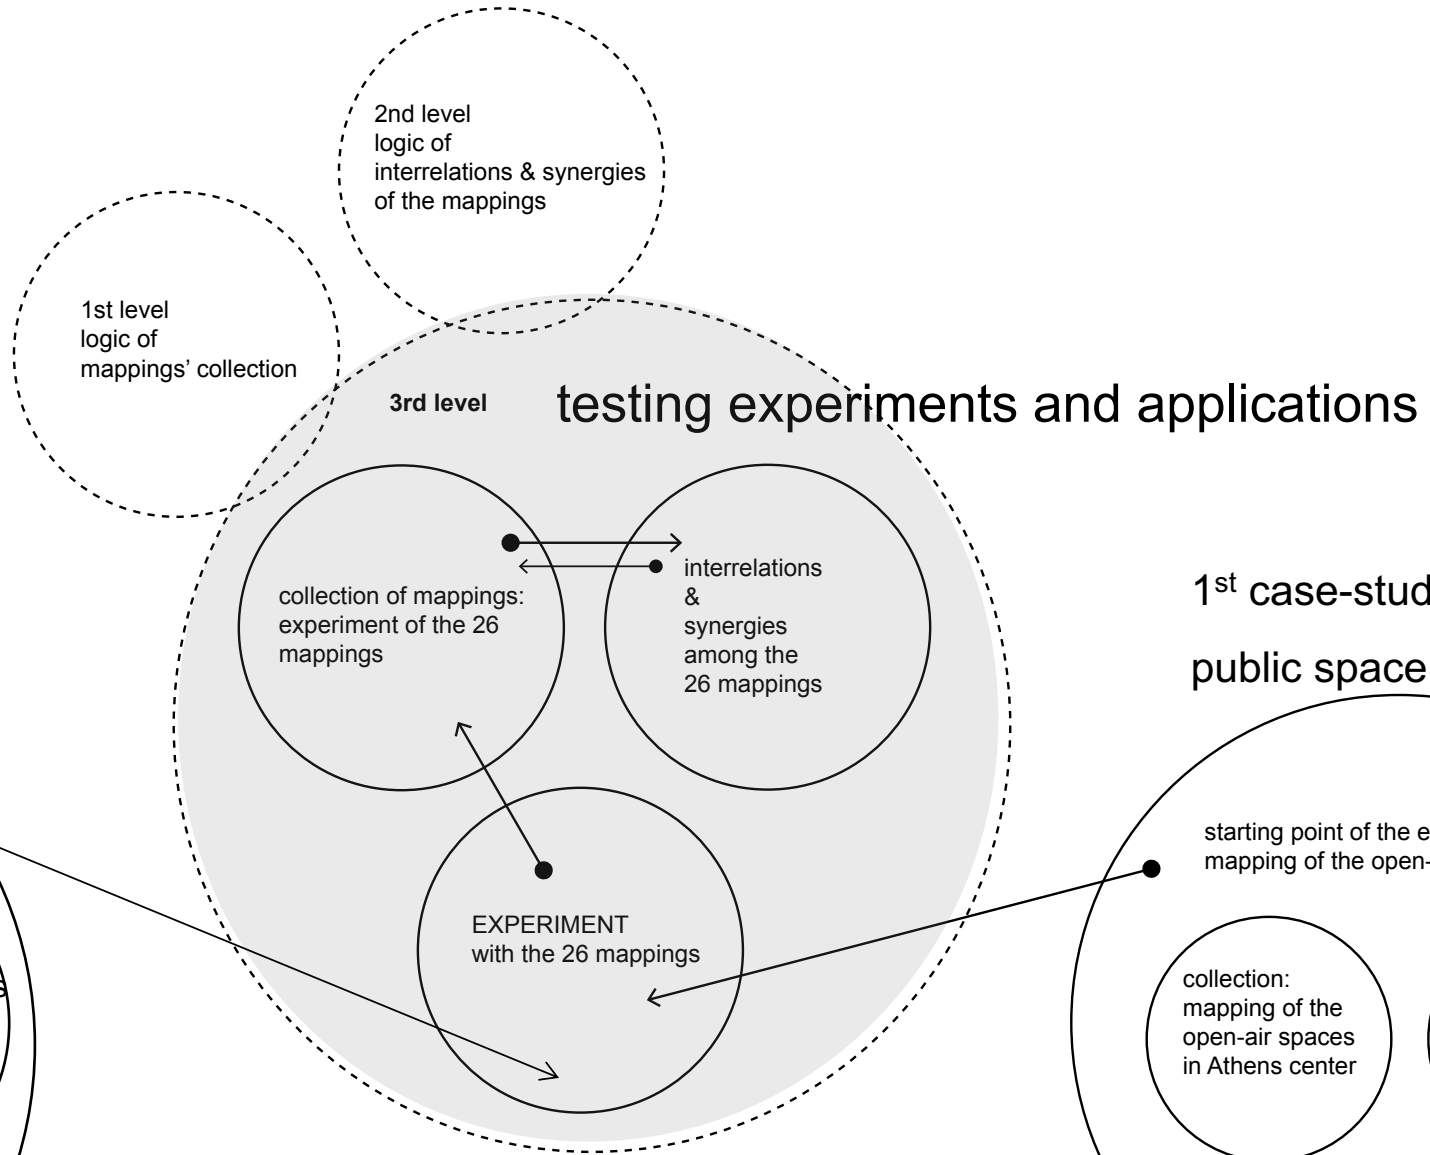 2nd level
logic of
interrelations & synergies
of the mappings
1st level
logic of
mappings’ collection
3rd level
testing experiments and applications
collection of mappings:
experiment of the 26
mappings
interrelations
&
synergies
among the
26 mappings
1st case-stud
public space
EXPERIMENT
with the 26 mappings
starting point of the e
mapping of the open-
collection:
mapping of the
open-air spaces
in Athens center
s